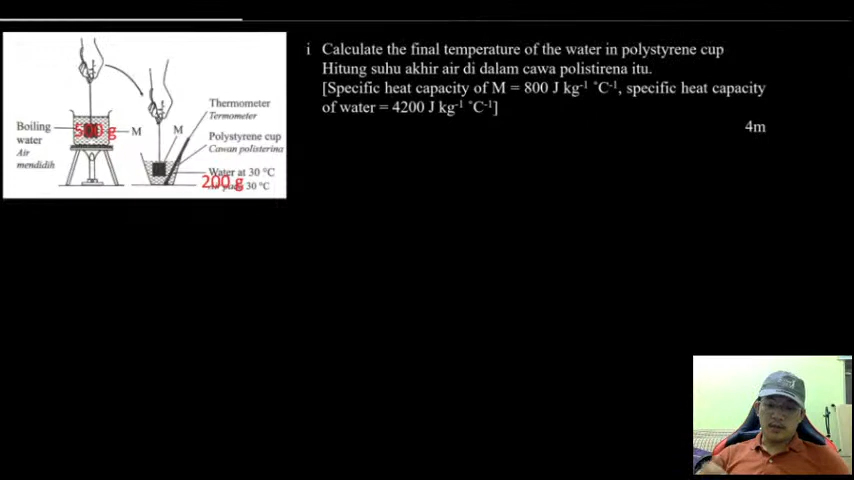 i Calculate the final temperature of the water in polystyrene cup
Hitung suhu akhir air di dalam cawa polistirena itu.
[Specific heat capacity of M = 800 J kg⁻¹ ˚C⁻¹, specific heat capacity
of water = 4200 J kg⁻¹ ˚C⁻¹]
4m
Boiling
water
Air
mendidih
500 g
M
M
Thermometer
Termometer
Polystyrene cup
Cawan polisterina
Water at 30 °C
30 °C
200 g